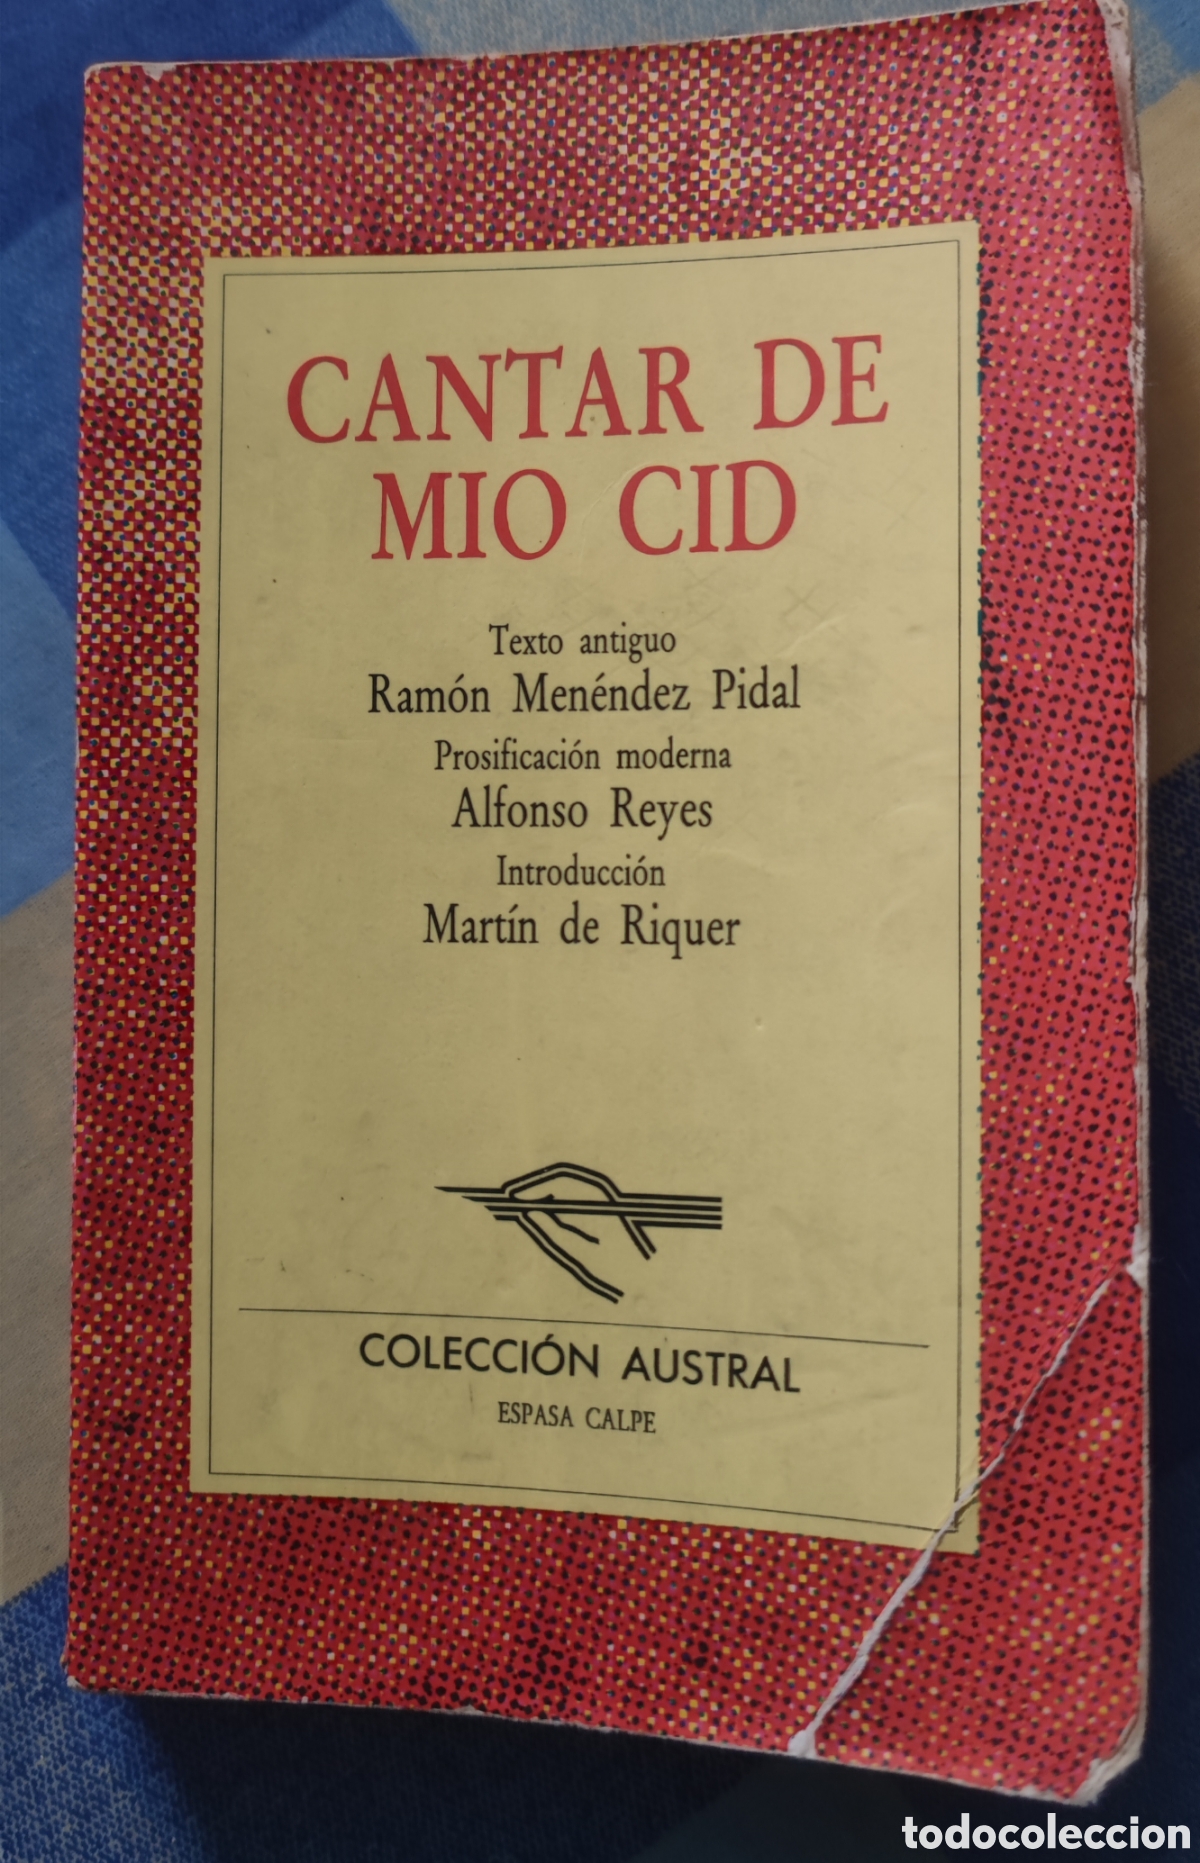 CANTAR DE
MIO CID
Texto antiguo
Ramón Menéndez Pidal
Prosificación moderna
Alfonso Reyes
Introducción
Martín de Riquer
COLECCIÓN AUSTRAL
ESPASA CALPE
todocoleccion